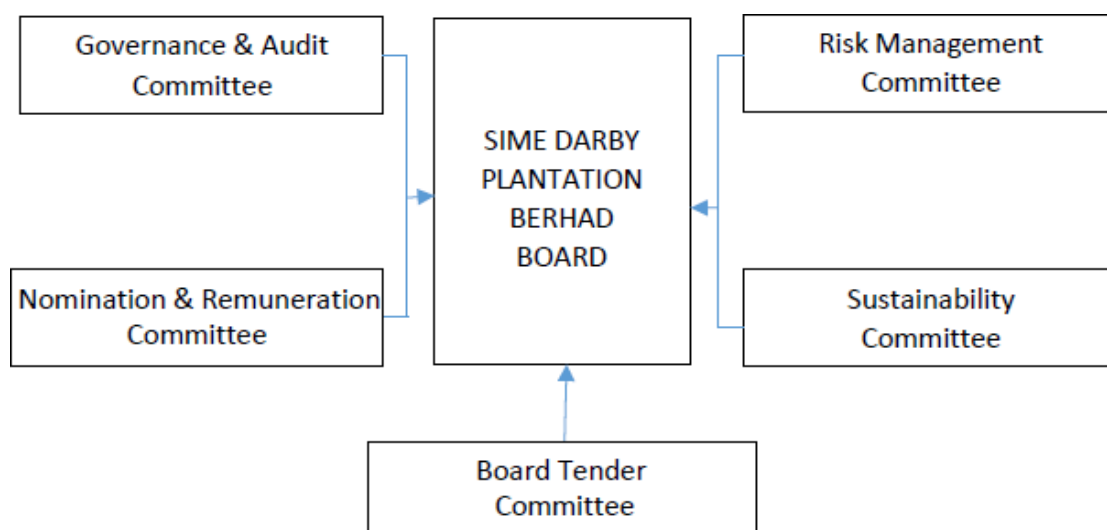 Governance & Audit
Committee
Risk Management
Committee
SIME DARBY
PLANTATION
BERHAD
BOARD
Nomination & Remuneration
Committee
Sustainability
Committee
Board Tender
Committee